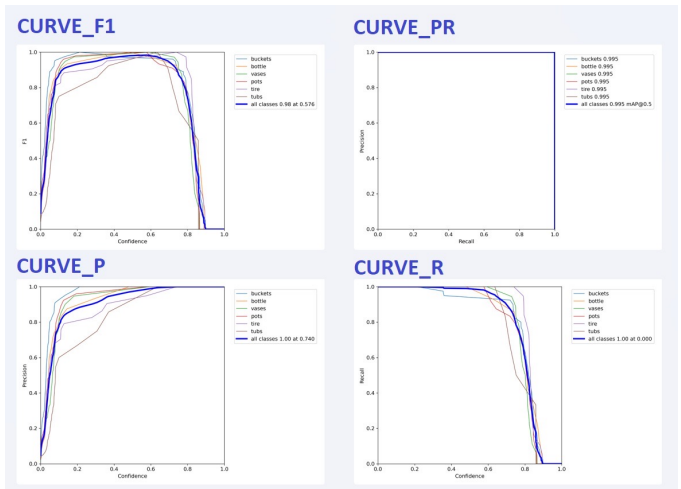 CURVE_F1
1.0
0.8
0.6
0.4
0.2
0.0
F1
0.0 0.2 0.4 0.6 0.8 1.0
Confidence
buckets
bottle
vases
pots
tire
tubs
all classes 0.98 at 0.576
CURVE_PR
1.0
0.8
0.6
0.4
0.2
0.0
Precision
0.0 0.2 0.4 0.6 0.8 1.0
Recall
buckets 0.995
bottle 0.995
vases 0.995
pots 0.995
tire 0.995
tubs 0.995
all classes 0.995 mAP@0.5
CURVE_P
1.0
0.8
0.6
0.4
0.2
0.0
Precision
0.0 0.2 0.4 0.6 0.8 1.0
Confidence
buckets
bottle
vases
pots
tire
tubs
all classes 1.00 at 0.740
CURVE_R
1.0
0.8
0.6
0.4
0.2
0.0
Recall
0.0 0.2 0.4 0.6 0.8 1.0
Confidence
buckets
bottle
vases
pots
tire
tubs
all classes 1.00 at 0.000